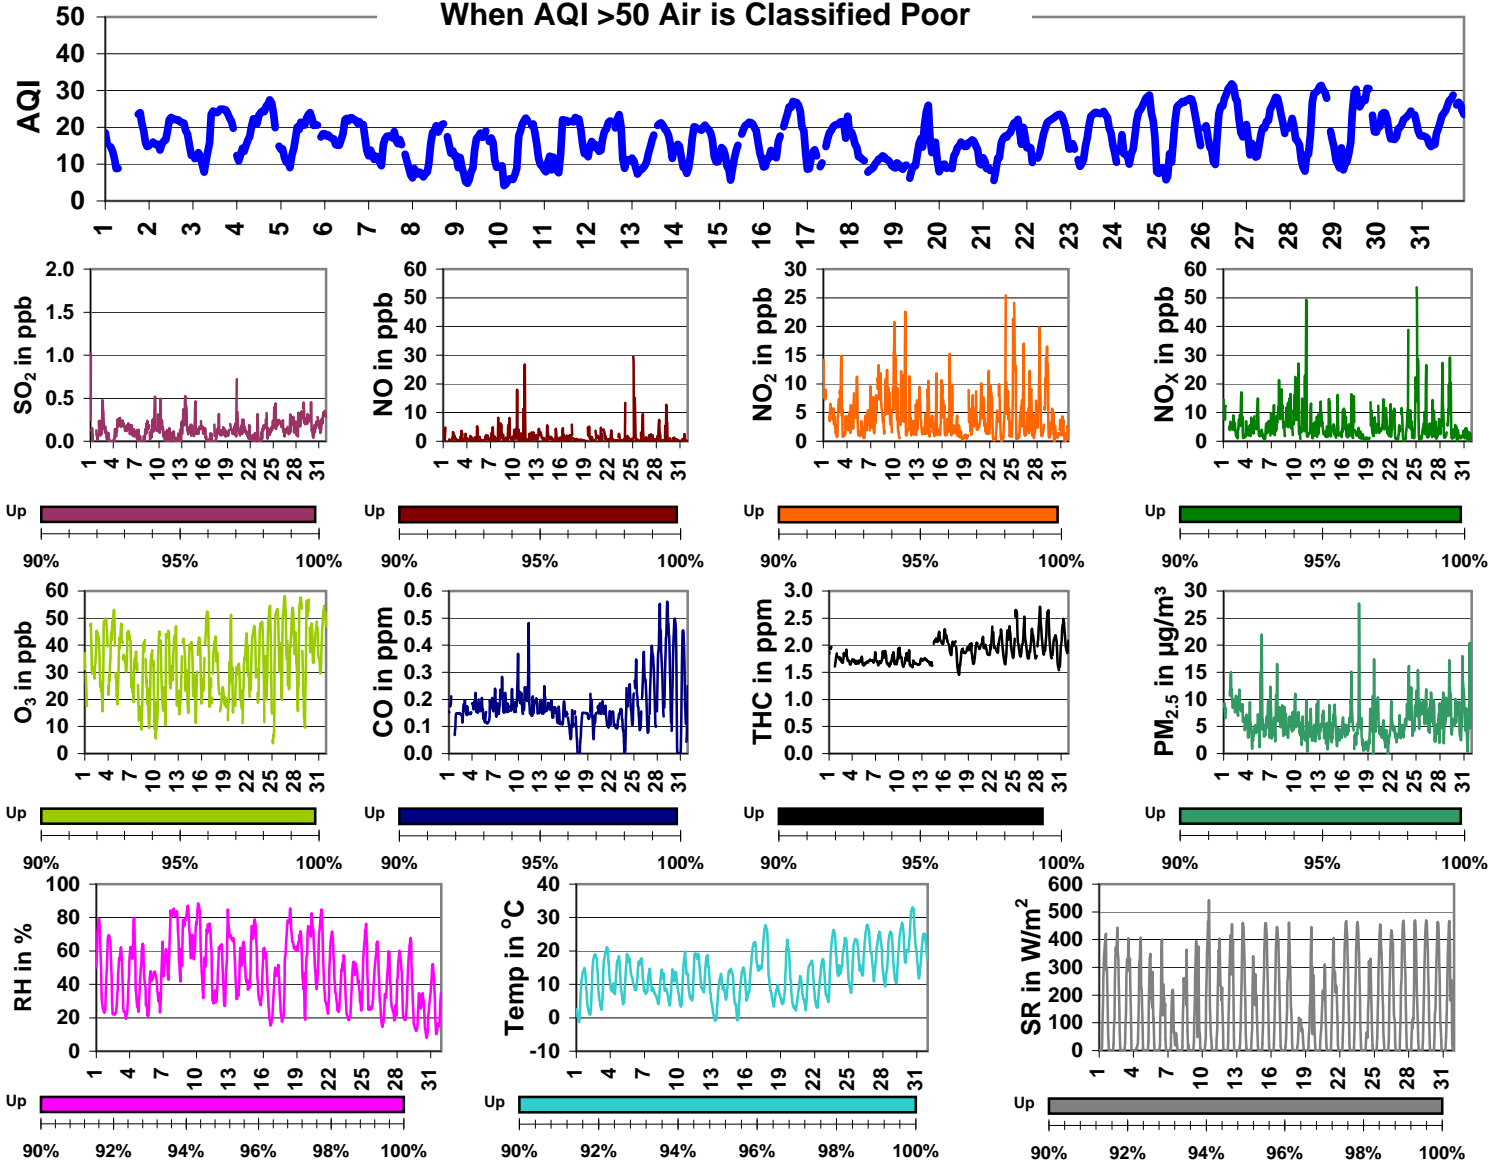 When AQI >50 Air is Classified Poor
AQI
50
40
30
20
10
0
1 2 3 4 5 6 7 8 9 10 11 12 13 14 15 16 17 18 19 20 21 22 23 24 25 26 27 28 29 30 31
SO2 in ppb
2.0
1.5
1.0
0.5
0.0
1 4 7 10 13 16 19 22 25 28 31
Up
90% 95% 100%
NO in ppb
60
50
40
30
20
10
0
1 4 7 10 13 16 19 22 25 28 31
Up
90% 95% 100%
NO2 in ppb
30
25
20
15
10
5
0
1 4 7 10 13 16 19 22 25 28 31
Up
90% 95% 100%
NOX in ppb
60
50
40
30
20
10
0
1 4 7 10 13 16 19 22 25 28 31
Up
90% 95% 100%
O3 in ppb
60
50
40
30
20
10
0
1 4 7 10 13 16 19 22 25 28 31
Up
90% 95% 100%
CO in ppm
0.6
0.5
0.4
0.3
0.2
0.1
0.0
1 4 7 10 13 16 19 22 25 28 31
Up
90% 95% 100%
THC in ppm
3.0
2.5
2.0
1.5
1.0
0.5
0.0
1 4 7 10 13 16 19 22 25 28 31
Up
90% 95% 100%
PM2.5 in µg/m³
30
25
20
15
10
5
0
1 4 7 10 13 16 19 22 25 28 31
Up
90% 95% 100%
RH in %
100
80
60
40
20
0
1 4 7 10 13 16 19 22 25 28 31
Up
90% 92% 94% 96% 98% 100%
Temp in °C
40
30
20
10
0
-10
1 4 7 10 13 16 19 22 25 28 31
Up
90% 92% 94% 96% 98% 100%
SR in W/m²
600
500
400
300
200
100
0
1 4 7 10 13 16 19 22 25 28 31
Up
90% 92% 94% 96% 98% 100%